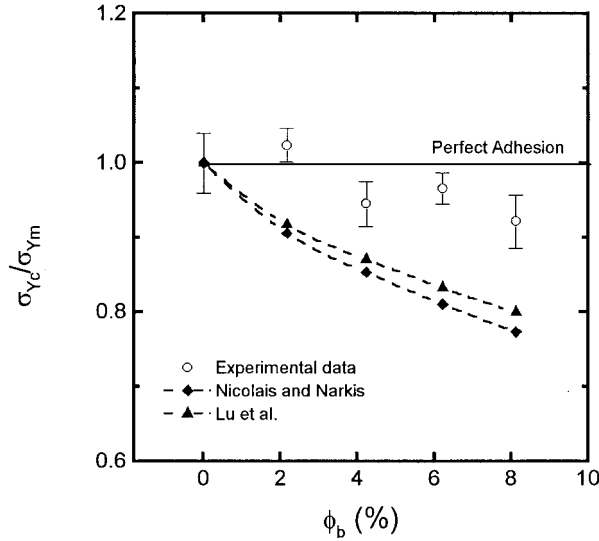 1.2
1.0
0.8
0.6
σYc/σYm
Perfect Adhesion
Experimental data
Nicolais and Narkis
Lu et al.
0 2 4 6 8 10
ϕb (%)